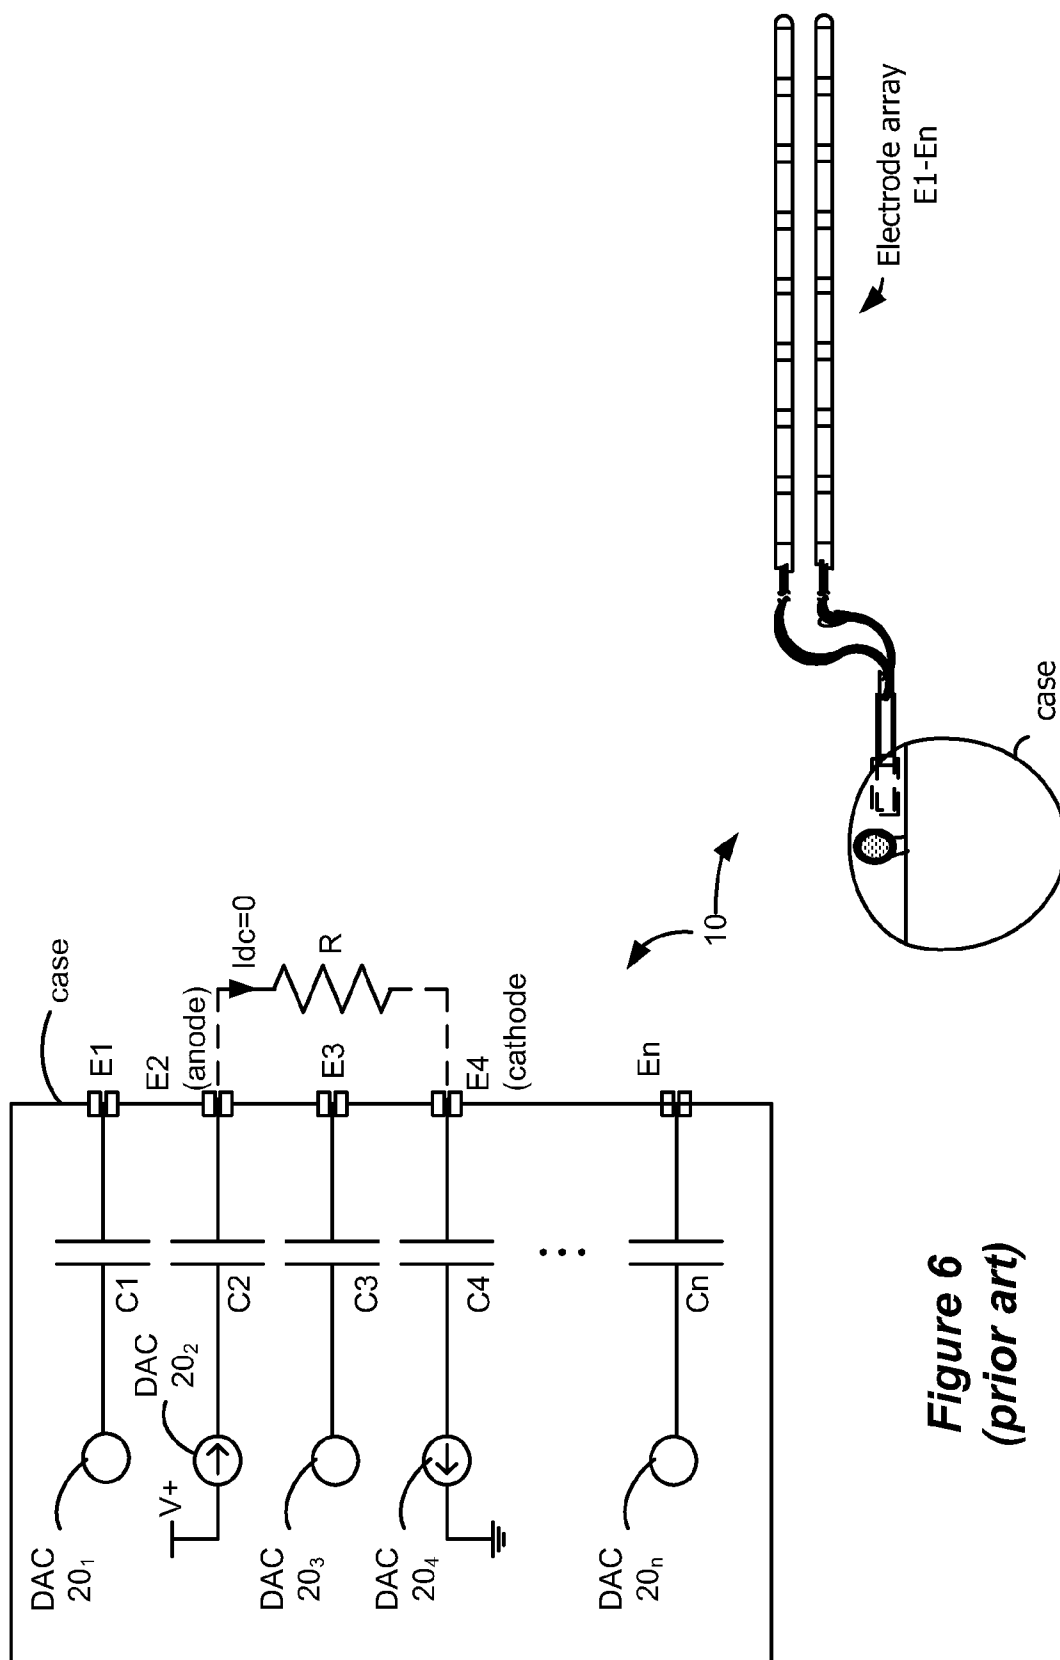 case
DAC
20₁
C1
E1
V+
DAC
20₂
C2
E2
(anode)
Idc=0
R
DAC
20₃
C3
E3
DAC
20₄
C4
E4
(cathode
...
DAC
20ₙ
Cn
En
10
case
Electrode array
E1-En
Figure 6
(prior art)